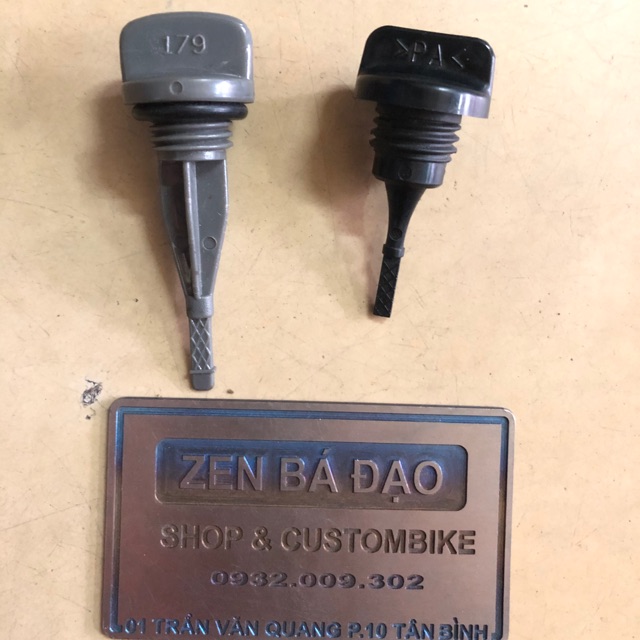 179
>PA<
ZEN BÁ ĐẠO
SHOP & CUSTOMBIKE
0932.009.302
01 TRẦN VĂN QUANG P.10 TÂN BÌNH